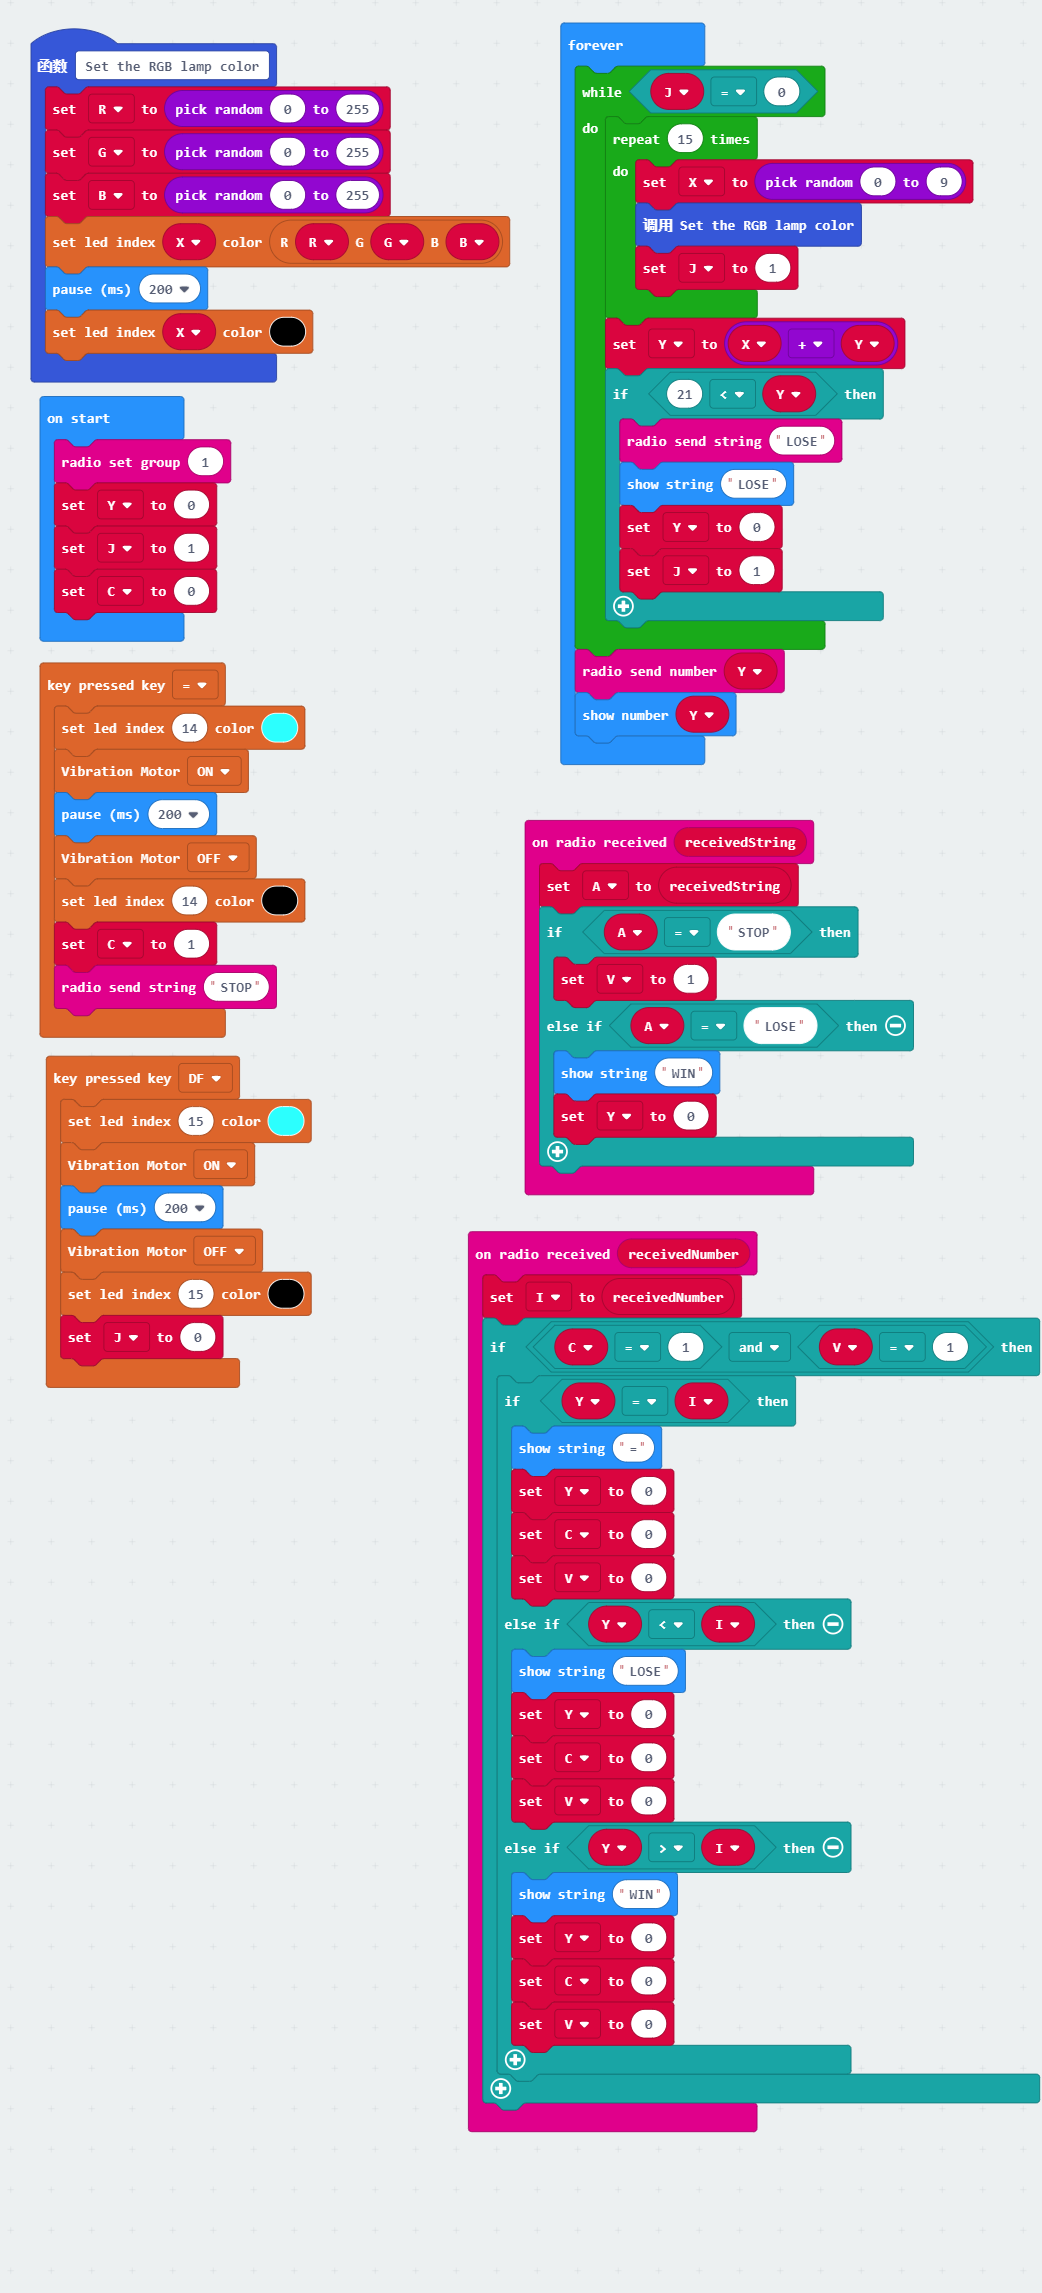 函数 Set the RGB lamp color
set R to pick random 0 to 255
set G to pick random 0 to 255
set B to pick random 0 to 255
set led index X color R R G G B B
pause (ms) 200
set led index X color
on start
radio set group 1
set Y to 0
set J to 1
set C to 0
key pressed key =
set led index 14 color
Vibration Motor ON
pause (ms) 200
Vibration Motor OFF
set led index 14 color
set C to 1
radio send string "STOP"
key pressed key DF
set led index 15 color
Vibration Motor ON
pause (ms) 200
Vibration Motor OFF
set led index 15 color
set J to 0
forever
while J = 0
do
repeat 15 times
do
set X to pick random 0 to 9
调用 Set the RGB lamp color
set J to 1
set Y to X + Y
if 21 < Y then
radio send string "LOSE"
show string "LOSE"
set Y to 0
set J to 1
radio send number Y
show number Y
on radio received receivedString
set A to receivedString
if A = "STOP" then
set V to 1
else if A = "LOSE" then
show string "WIN"
set Y to 0
on radio received receivedNumber
set I to receivedNumber
if C = 1 and V = 1 then
if Y = I then
show string "="
set Y to 0
set C to 0
set V to 0
else if Y < I then
show string "LOSE"
set Y to 0
set C to 0
set V to 0
else if Y > I then
show string "WIN"
set Y to 0
set C to 0
set V to 0